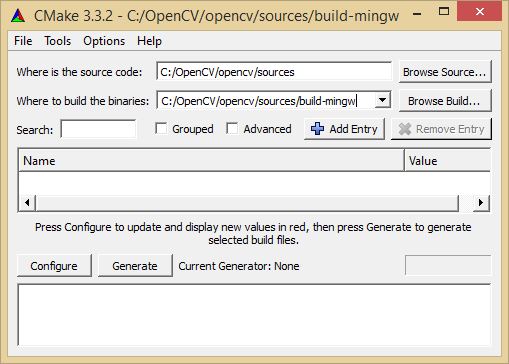 CMake 3.3.2 - C:/OpenCV/opencv/sources/build-mingw
File Tools Options Help
Where is the source code: C:/OpenCV/opencv/sources Browse Source...
Where to build the binaries: C:/OpenCV/opencv/sources/build-mingw Browse Build...
Search: Grouped Advanced Add Entry Remove Entry
Name Value
Press Configure to update and display new values in red, then press Generate to generate
selected build files.
Configure Generate Current Generator: None